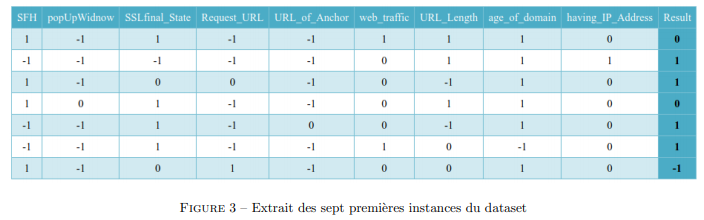 SFH popUpWidnow SSLfinal_State Request_URL URL_of_Anchor web_traffic URL_Length age_of_domain having_IP_Address Result
1 -1 1 -1 -1 1 1 1 0 0
-1 -1 -1 -1 -1 0 1 1 1 1
1 -1 0 0 -1 0 -1 1 0 1
1 0 1 -1 -1 0 1 1 0 0
-1 -1 1 -1 0 0 -1 1 0 1
-1 -1 1 -1 -1 1 0 -1 0 1
1 -1 0 1 -1 0 0 1 0 -1
FIGURE 3 – Extrait des sept premières instances du dataset